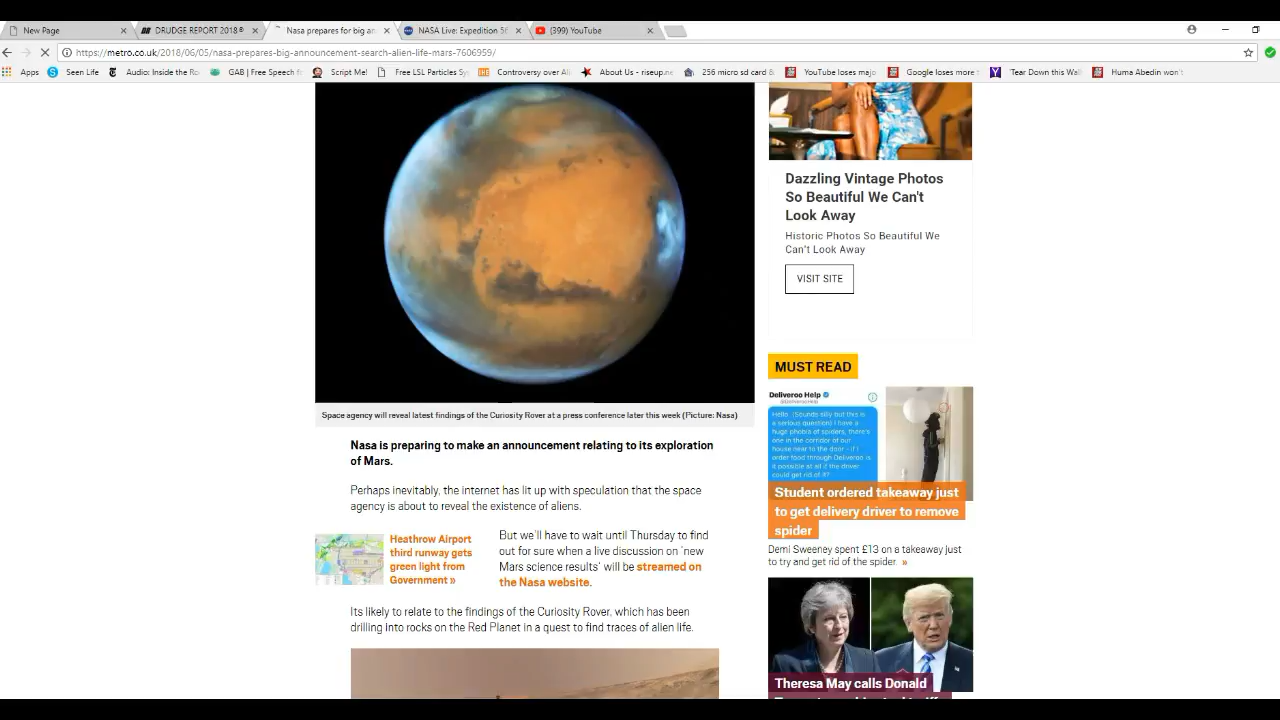 New Page
DRUDGE REPORT 2018®
Nasa prepares for big an
NASA Live: Expedition 5
(399) YouTube
https://metro.co.uk/2018/06/05/nasa-prepares-big-announcement-search-alien-life-mars-7606959/
Apps
Seen Life
Audio: Inside the Ro
GAB | Free Speech f
Script Me!
Free LSL Particles Sy
Controversy over Al
About Us - riseup.ne
256 micro sd card &
YouTube loses majo
Google loses more t
'Tear Down this Wal
Huma Abedin won't
Space agency will reveal latest findings of the Curiosity Rover at a press conference later this week (Picture: Nasa)
Nasa is preparing to make an announcement relating to its exploration
of Mars.
Perhaps inevitably, the internet has lit up with speculation that the space
agency is about to reveal the existence of aliens.
Heathrow Airport
third runway gets
green light from
Government »
But we'll have to wait until Thursday to find
out for sure when a live discussion on 'new
Mars science results' will be streamed on
the Nasa website.
Its likely to relate to the findings of the Curiosity Rover, which has been
drilling into rocks on the Red Planet in a quest to find traces of alien life.
Dazzling Vintage Photos
So Beautiful We Can't
Look Away
Historic Photos So Beautiful We
Can't Look Away
VISIT SITE
MUST READ
Deliveroo Help
@DeliverooHelp
Hello. (Sounds silly but this is
a serious question) I have a
huge phobia of spiders, there's
one in the corridor of our
house near to the door - if I
order food through Deliveroo is
it possible at all if the driver
could get rid of it?
Student ordered takeaway just
to get delivery driver to remove
spider
Demi Sweeney spent £13 on a takeaway just
to try and get rid of the spider. »
Theresa May calls Donald